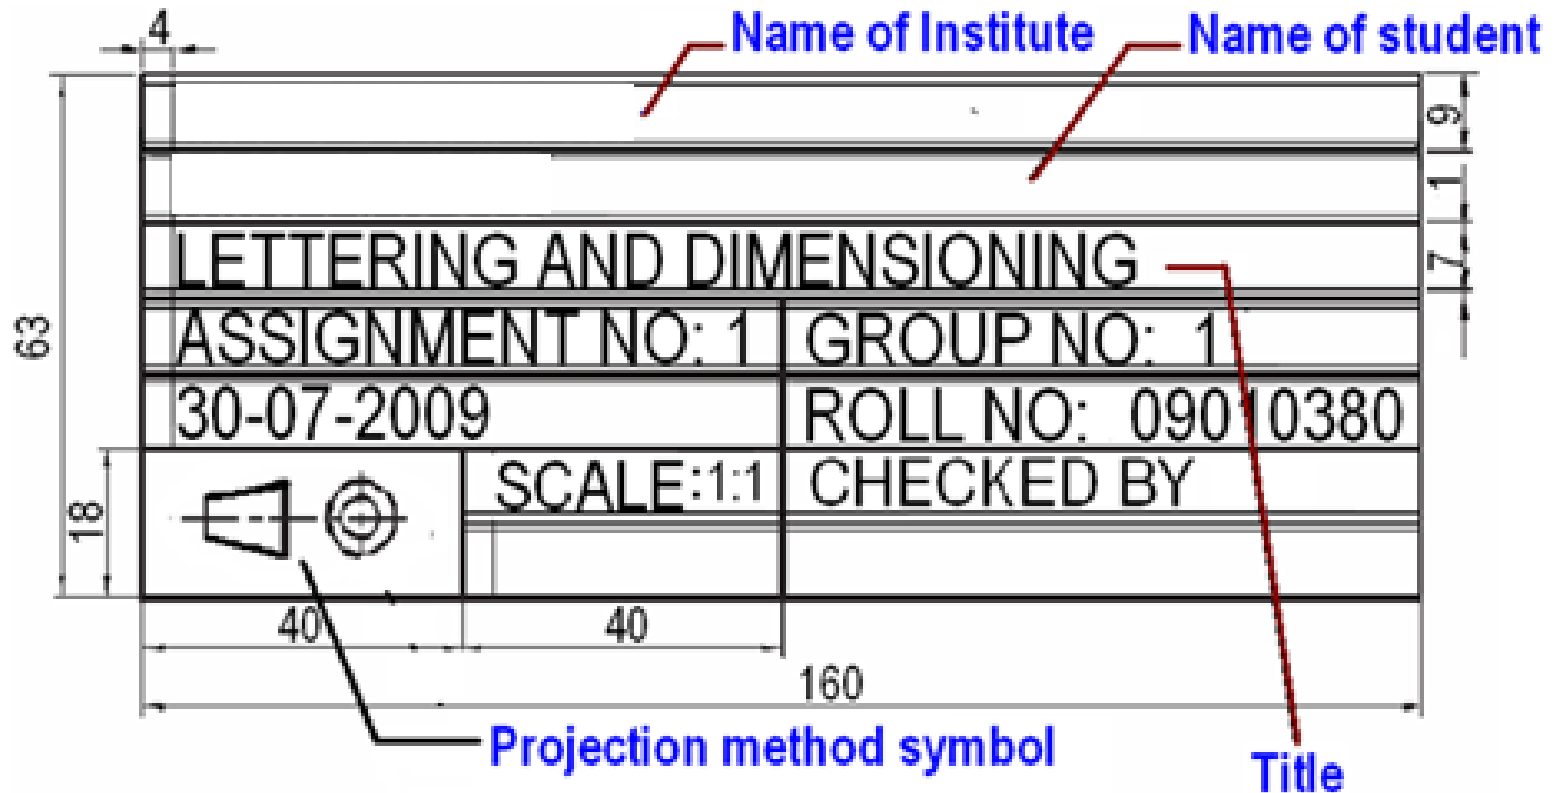 4
Name of Institute
Name of student
9
1
LETTERING AND DIMENSIONING
7
63
ASSIGNMENT NO: 1
GROUP NO: 1
30-07-2009
ROLL NO: 09010380
18
SCALE:1:1
CHECKED BY
40
40
160
Projection method symbol
Title